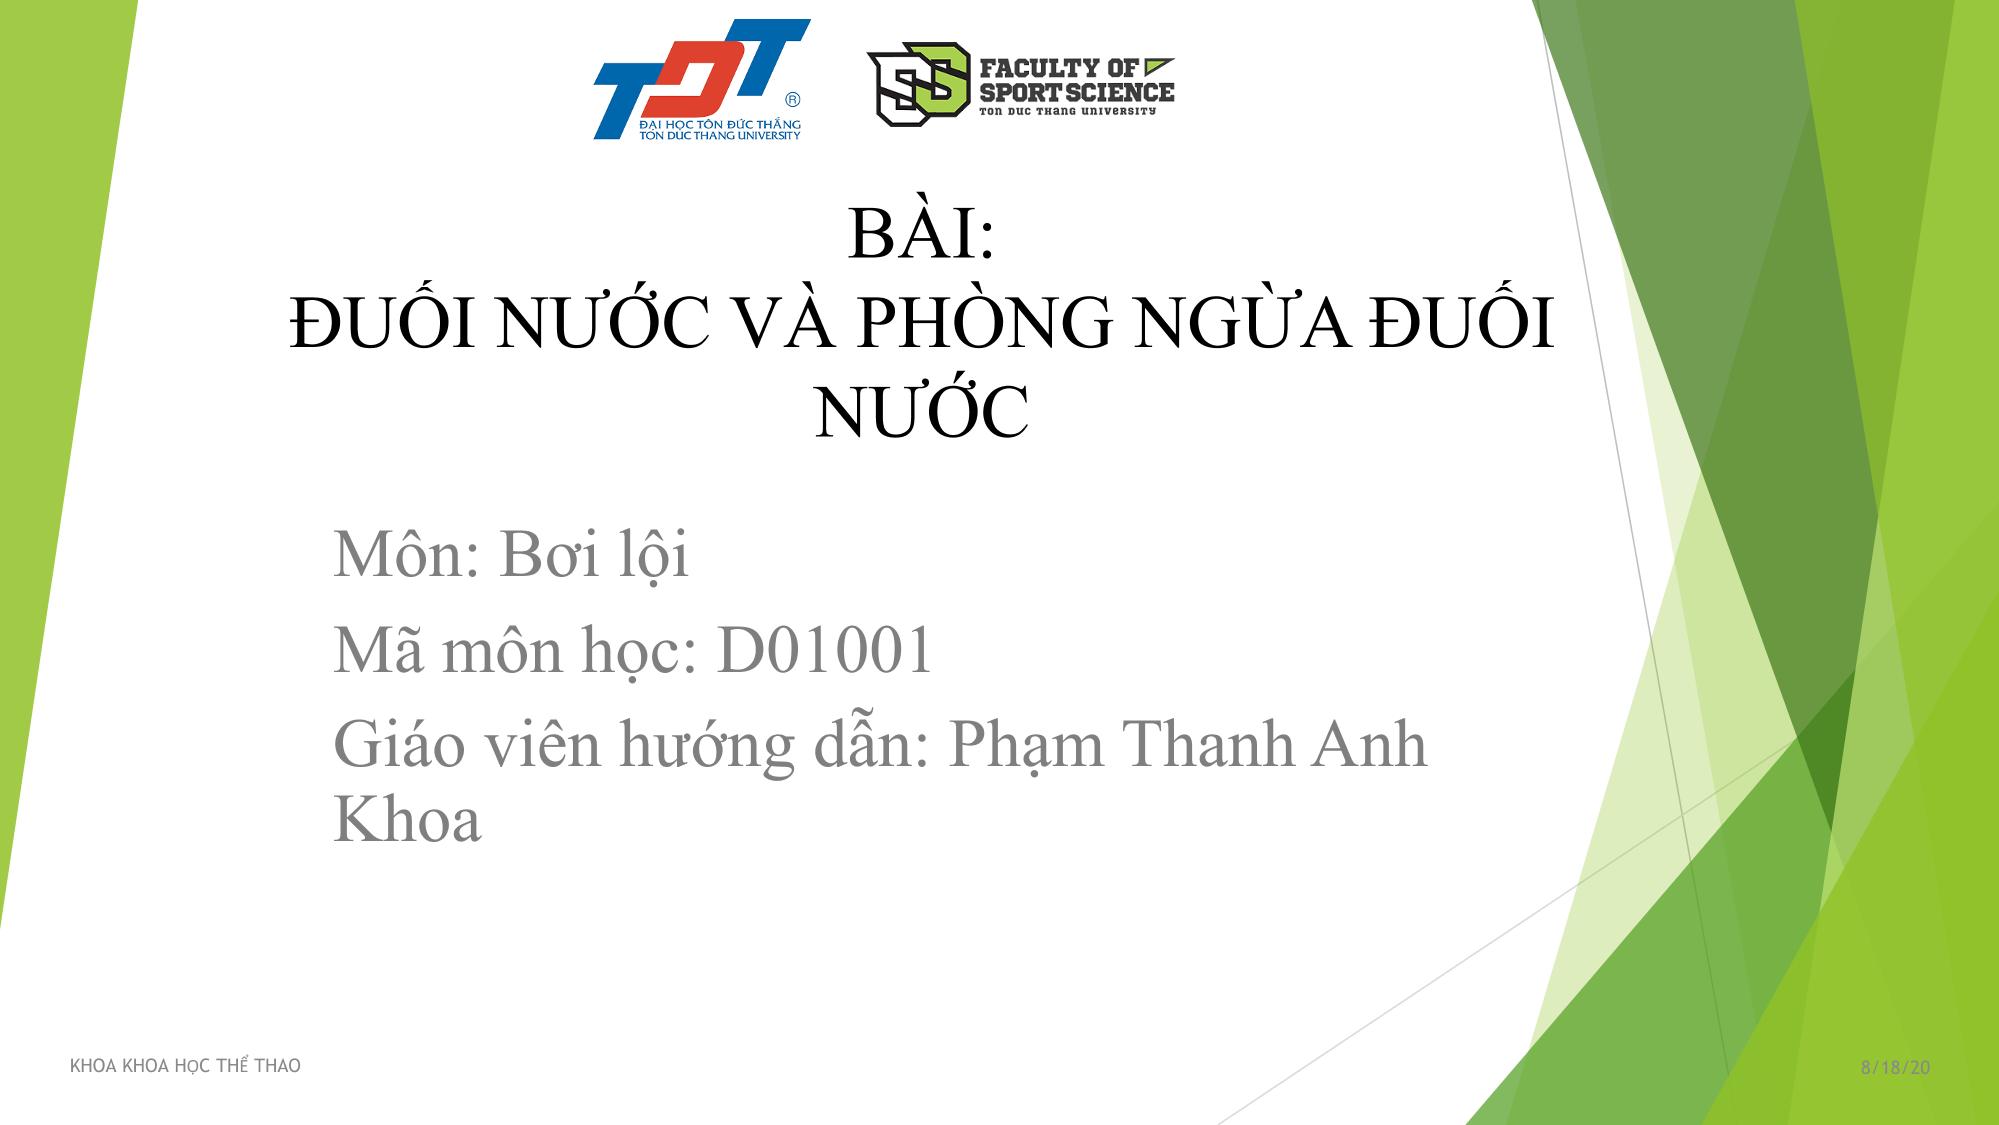 TDT
®
ĐẠI HỌC TÔN ĐỨC THẮNG
TON DUC THANG UNIVERSITY
SS
FACULTY OF
SPORT SCIENCE
TON DUC THANG UNIVERSITY
BÀI:
ĐUỐI NƯỚC VÀ PHÒNG NGỪA ĐUỐI
NƯỚC
Môn: Bơi lội
Mã môn học: D01001
Giáo viên hướng dẫn: Phạm Thanh Anh
Khoa
KHOA KHOA HỌC THỂ THAO
8/18/20